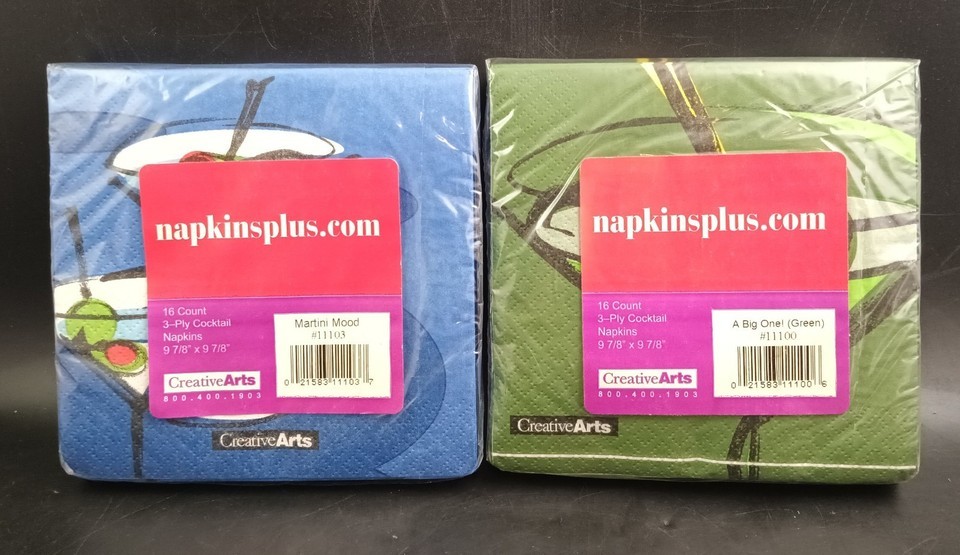 napkinsplus.com
16 Count
3–Ply Cocktail
Napkins
9 7/8" x 9 7/8"
Martini Mood
#11103
0 21583 11103 7
CreativeArts
800.400.1903
CreativeArts
napkinsplus.com
16 Count
3–Ply Cocktail
Napkins
9 7/8" x 9 7/8"
A Big One! (Green)
#11100
0 21583 11100 6
CreativeArts
800.400.1903
CreativeArts